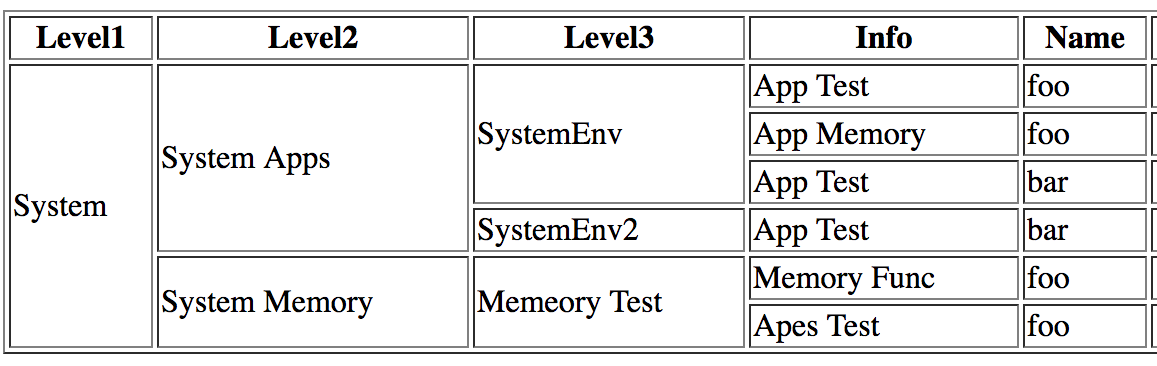 Level1 Level2 Level3 Info Name
System System Apps SystemEnv App Test foo
App Memory foo
App Test bar
SystemEnv2 App Test bar
System Memory Memeory Test Memory Func foo
Apes Test foo